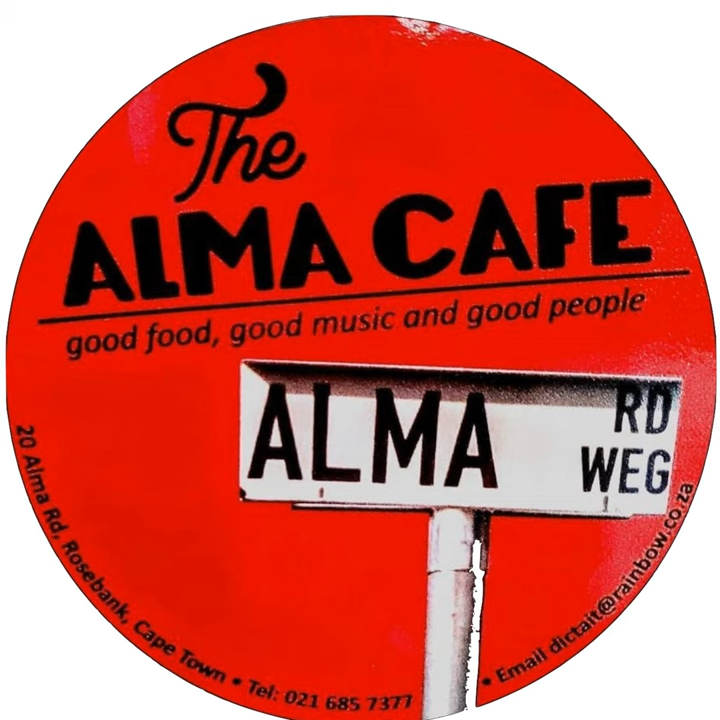 The
ALMA CAFE
good food, good music and good people
ALMA RD
WEG
20 Alma Rd, Rosebank, Cape Town • Tel: 021 685 7377 • Email dictait@rainbow.co.za